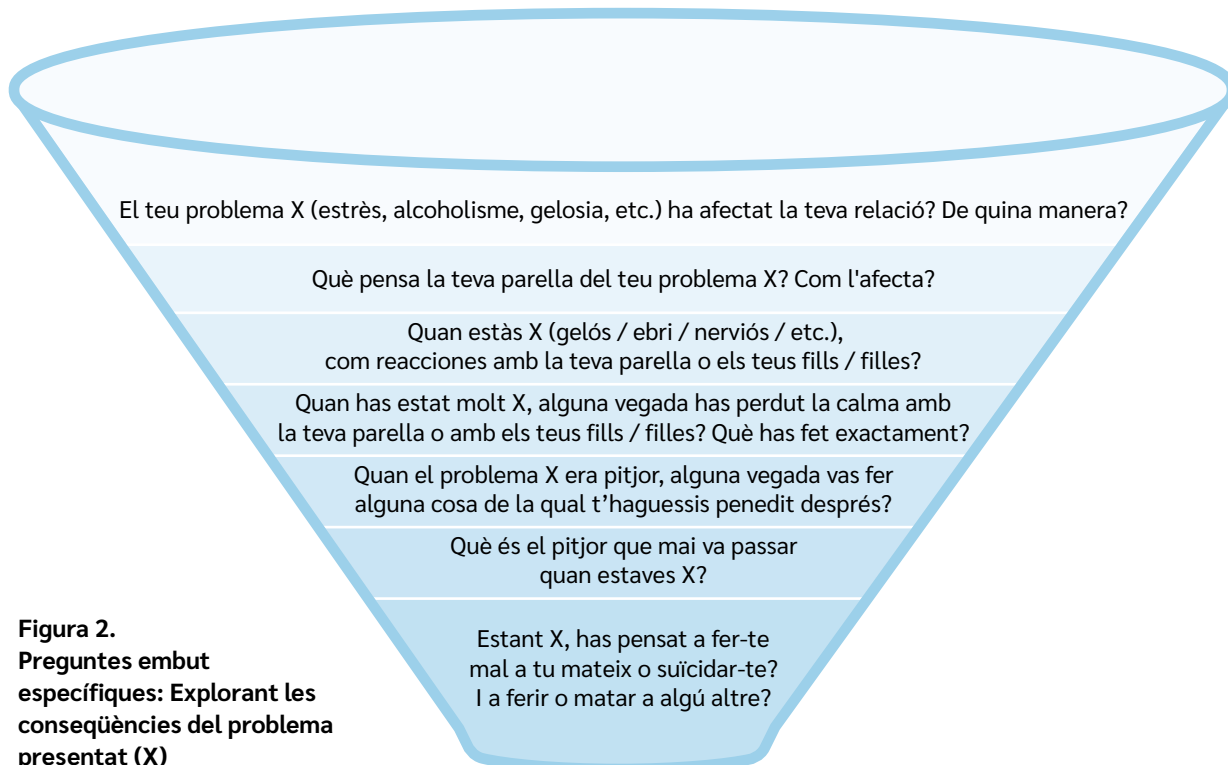 El teu problema X (estrès, alcoholisme, gelosia, etc.) ha afectat la teva relació? De quina manera?
Què pensa la teva parella del teu problema X? Com l'afecta?
Quan estàs X (gelós / ebri / nerviós / etc.),
com reacciones amb la teva parella o els teus fills / filles?
Quan has estat molt X, alguna vegada has perdut la calma amb
la teva parella o amb els teus fills / filles? Què has fet exactament?
Quan el problema X era pitjor, alguna vegada vas fer
alguna cosa de la qual t’haguessis penedit després?
Què és el pitjor que mai va passar
quan estaves X?
Estant X, has pensat a fer-te
mal a tu mateix o suïcidar-te?
I a ferir o matar a algú altre?
Figura 2.
Preguntes embut
específiques: Explorant les
conseqüències del problema
presentat (X)